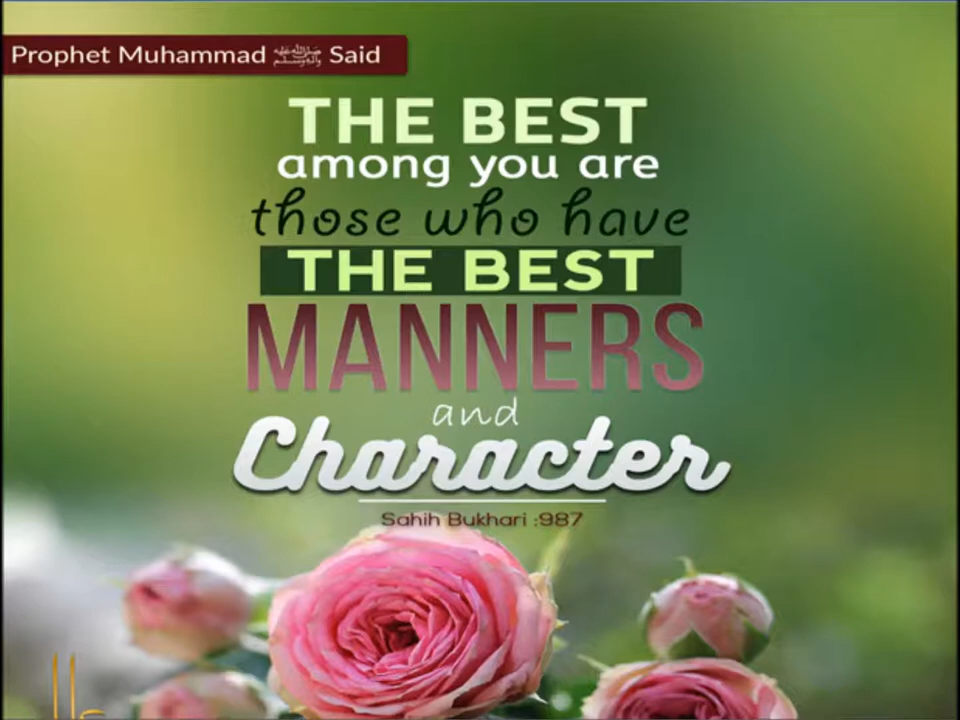 Prophet Muhammad ﷺ Said
THE BEST
among you are
those who have
THE BEST
MANNERS
and
Character
Sahih Bukhari :987